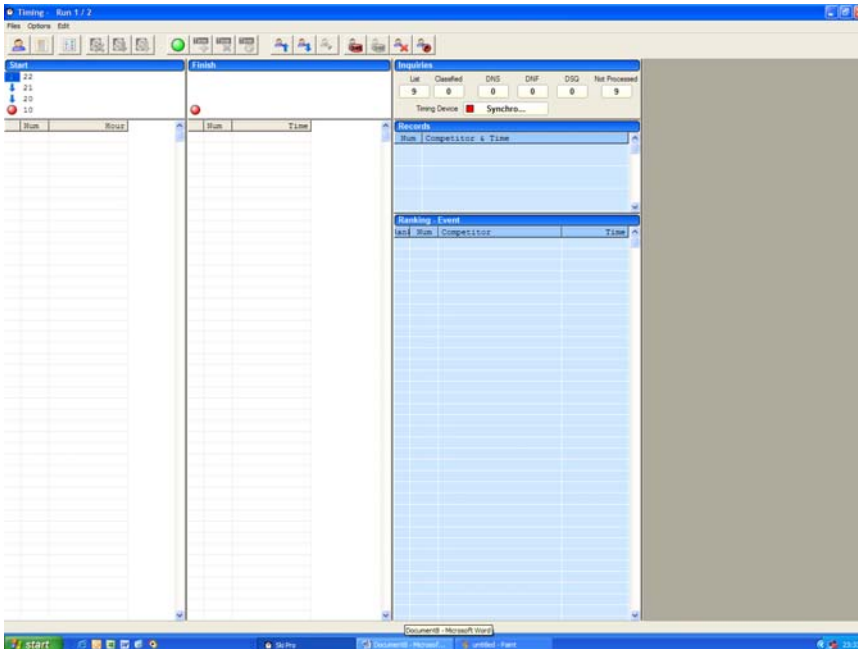 Timing - Run 1 / 2
Files Options Edit
Start
22
21
20
10
Num Hour
Finish
Num Time
Inquiries
List Classified DNS DNF DSQ Not Processed
9 0 0 0 0 9
Timing Device Synchro...
Records
Num Competitor & Time
Ranking - Event
Num Competitor Time
Document8 - Microsoft Word
start
Ski Pro
Document8 - Microsof...
untitled - Paint